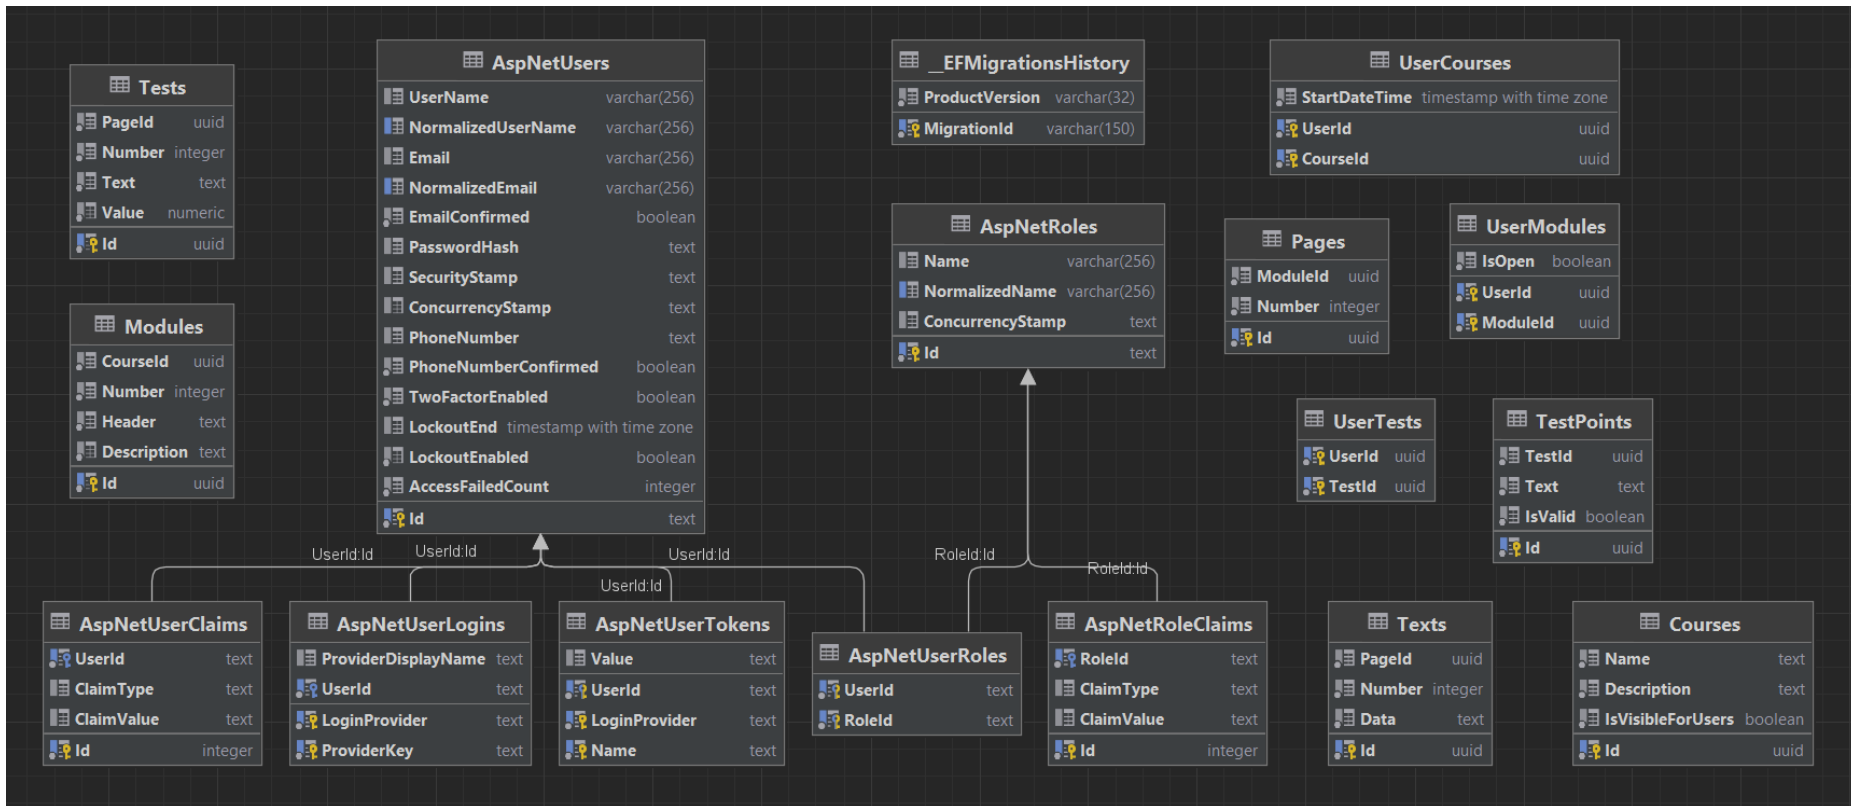 Tests
PageId uuid
Number integer
Text text
Value numeric
Id uuid
Modules
CourseId uuid
Number integer
Header text
Description text
Id uuid
AspNetUsers
UserName varchar(256)
NormalizedUserName varchar(256)
Email varchar(256)
NormalizedEmail varchar(256)
EmailConfirmed boolean
PasswordHash text
SecurityStamp text
ConcurrencyStamp text
PhoneNumber text
PhoneNumberConfirmed boolean
TwoFactorEnabled boolean
LockoutEnd timestamp with time zone
LockoutEnabled boolean
AccessFailedCount integer
Id text
__EFMigrationsHistory
ProductVersion varchar(32)
MigrationId varchar(150)
AspNetRoles
Name varchar(256)
NormalizedName varchar(256)
ConcurrencyStamp text
Id text
UserCourses
StartDateTime timestamp with time zone
UserId uuid
CourseId uuid
Pages
ModuleId uuid
Number integer
Id uuid
UserModules
IsOpen boolean
UserId uuid
ModuleId uuid
UserTests
UserId uuid
TestId uuid
TestPoints
TestId uuid
Text text
IsValid boolean
Id uuid
UserId:Id
UserId:Id
UserId:Id
UserId:Id
RoleId:Id
RoleId:Id
AspNetUserClaims
UserId text
ClaimType text
ClaimValue text
Id integer
AspNetUserLogins
ProviderDisplayName text
UserId text
LoginProvider text
ProviderKey text
AspNetUserTokens
Value text
UserId text
LoginProvider text
Name text
AspNetUserRoles
UserId text
RoleId text
AspNetRoleClaims
RoleId text
ClaimType text
ClaimValue text
Id integer
Texts
PageId uuid
Number integer
Data text
Id uuid
Courses
Name text
Description text
IsVisibleForUsers boolean
Id uuid